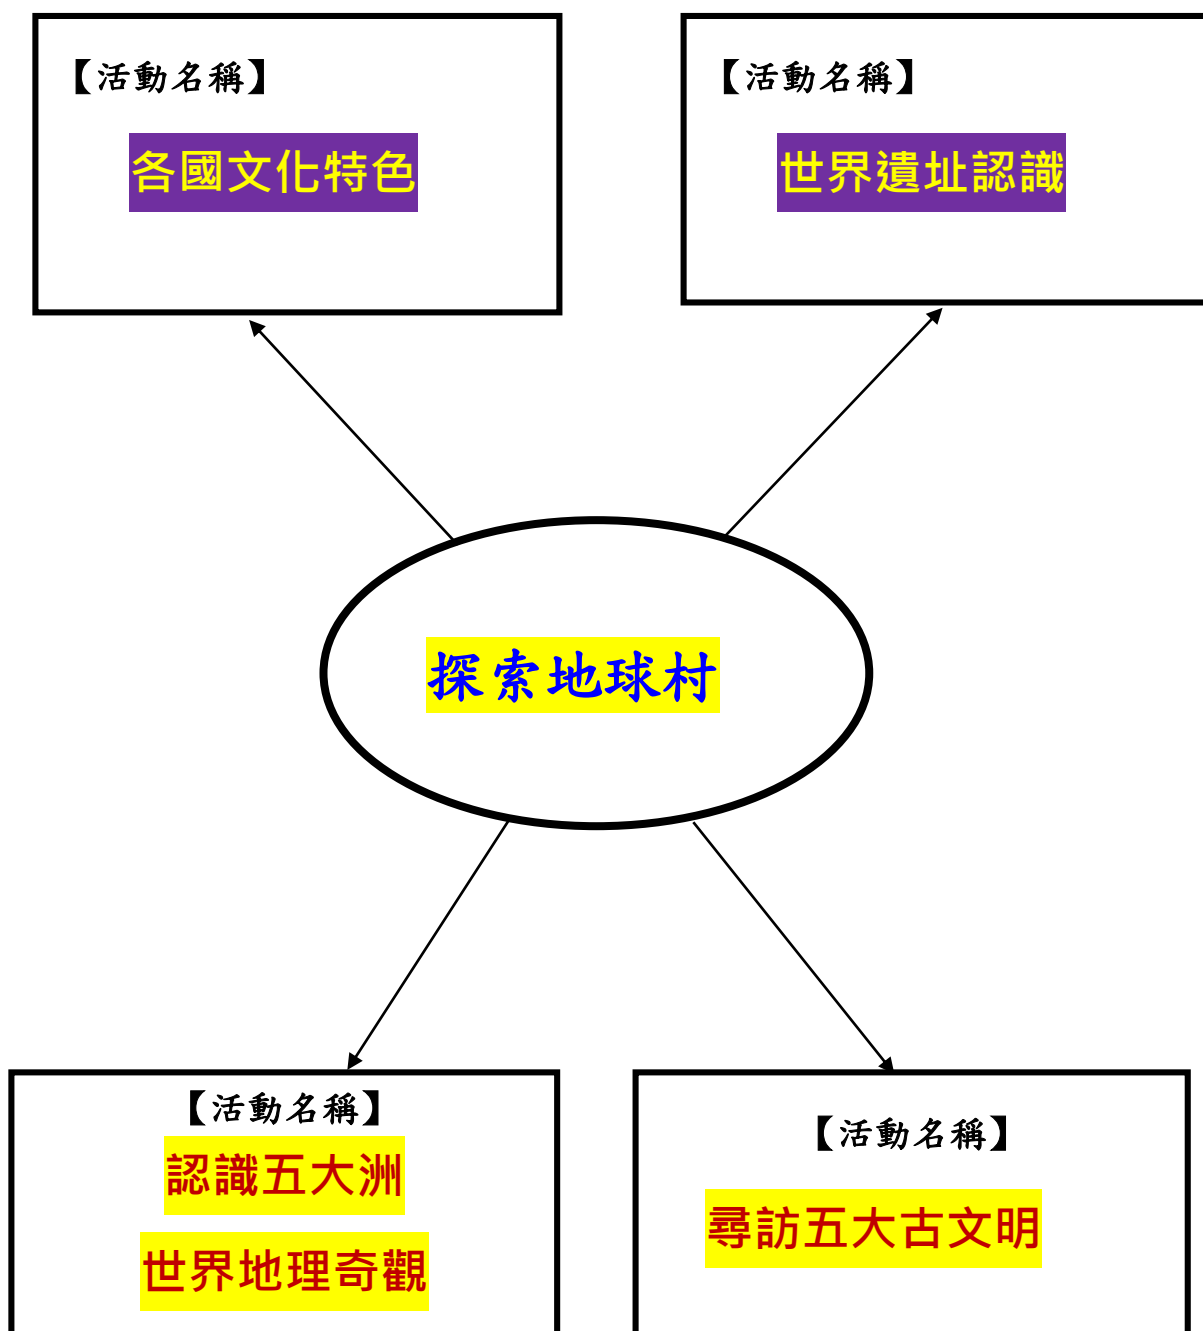 【活動名稱】
各國文化特色
【活動名稱】
世界遺址認識
探索地球村
【活動名稱】
認識五大洲
世界地理奇觀
【活動名稱】
尋訪五大古文明